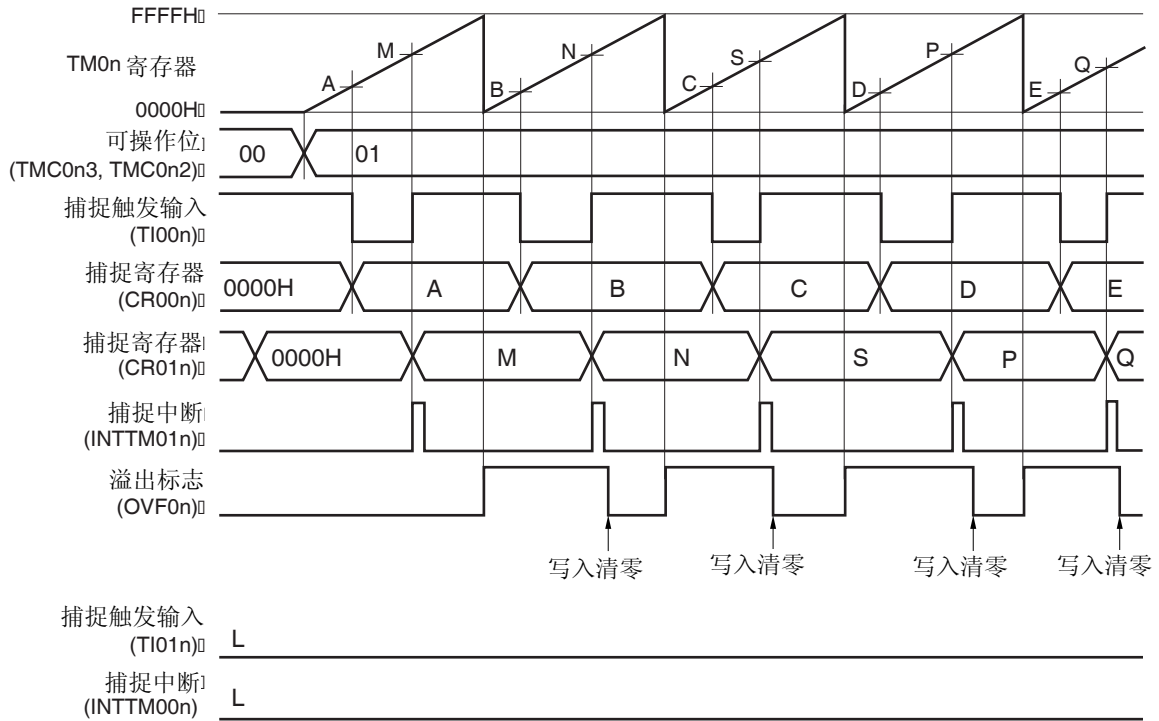 FFFFH
TM0n 寄存器
0000H
A M B N C S D P E Q
可操作位
(TMC0n3, TMC0n2)
00 01
捕捉触发输入
(TI00n)
捕捉寄存器
(CR00n)
0000H A B C D E
捕捉寄存器
(CR01n)
0000H M N S P Q
捕捉中断
(INTTM01n)
溢出标志
(OVF0n)
写入清零 写入清零 写入清零 写入清零
捕捉触发输入
(TI01n)
L
捕捉中断
(INTTM00n)
L